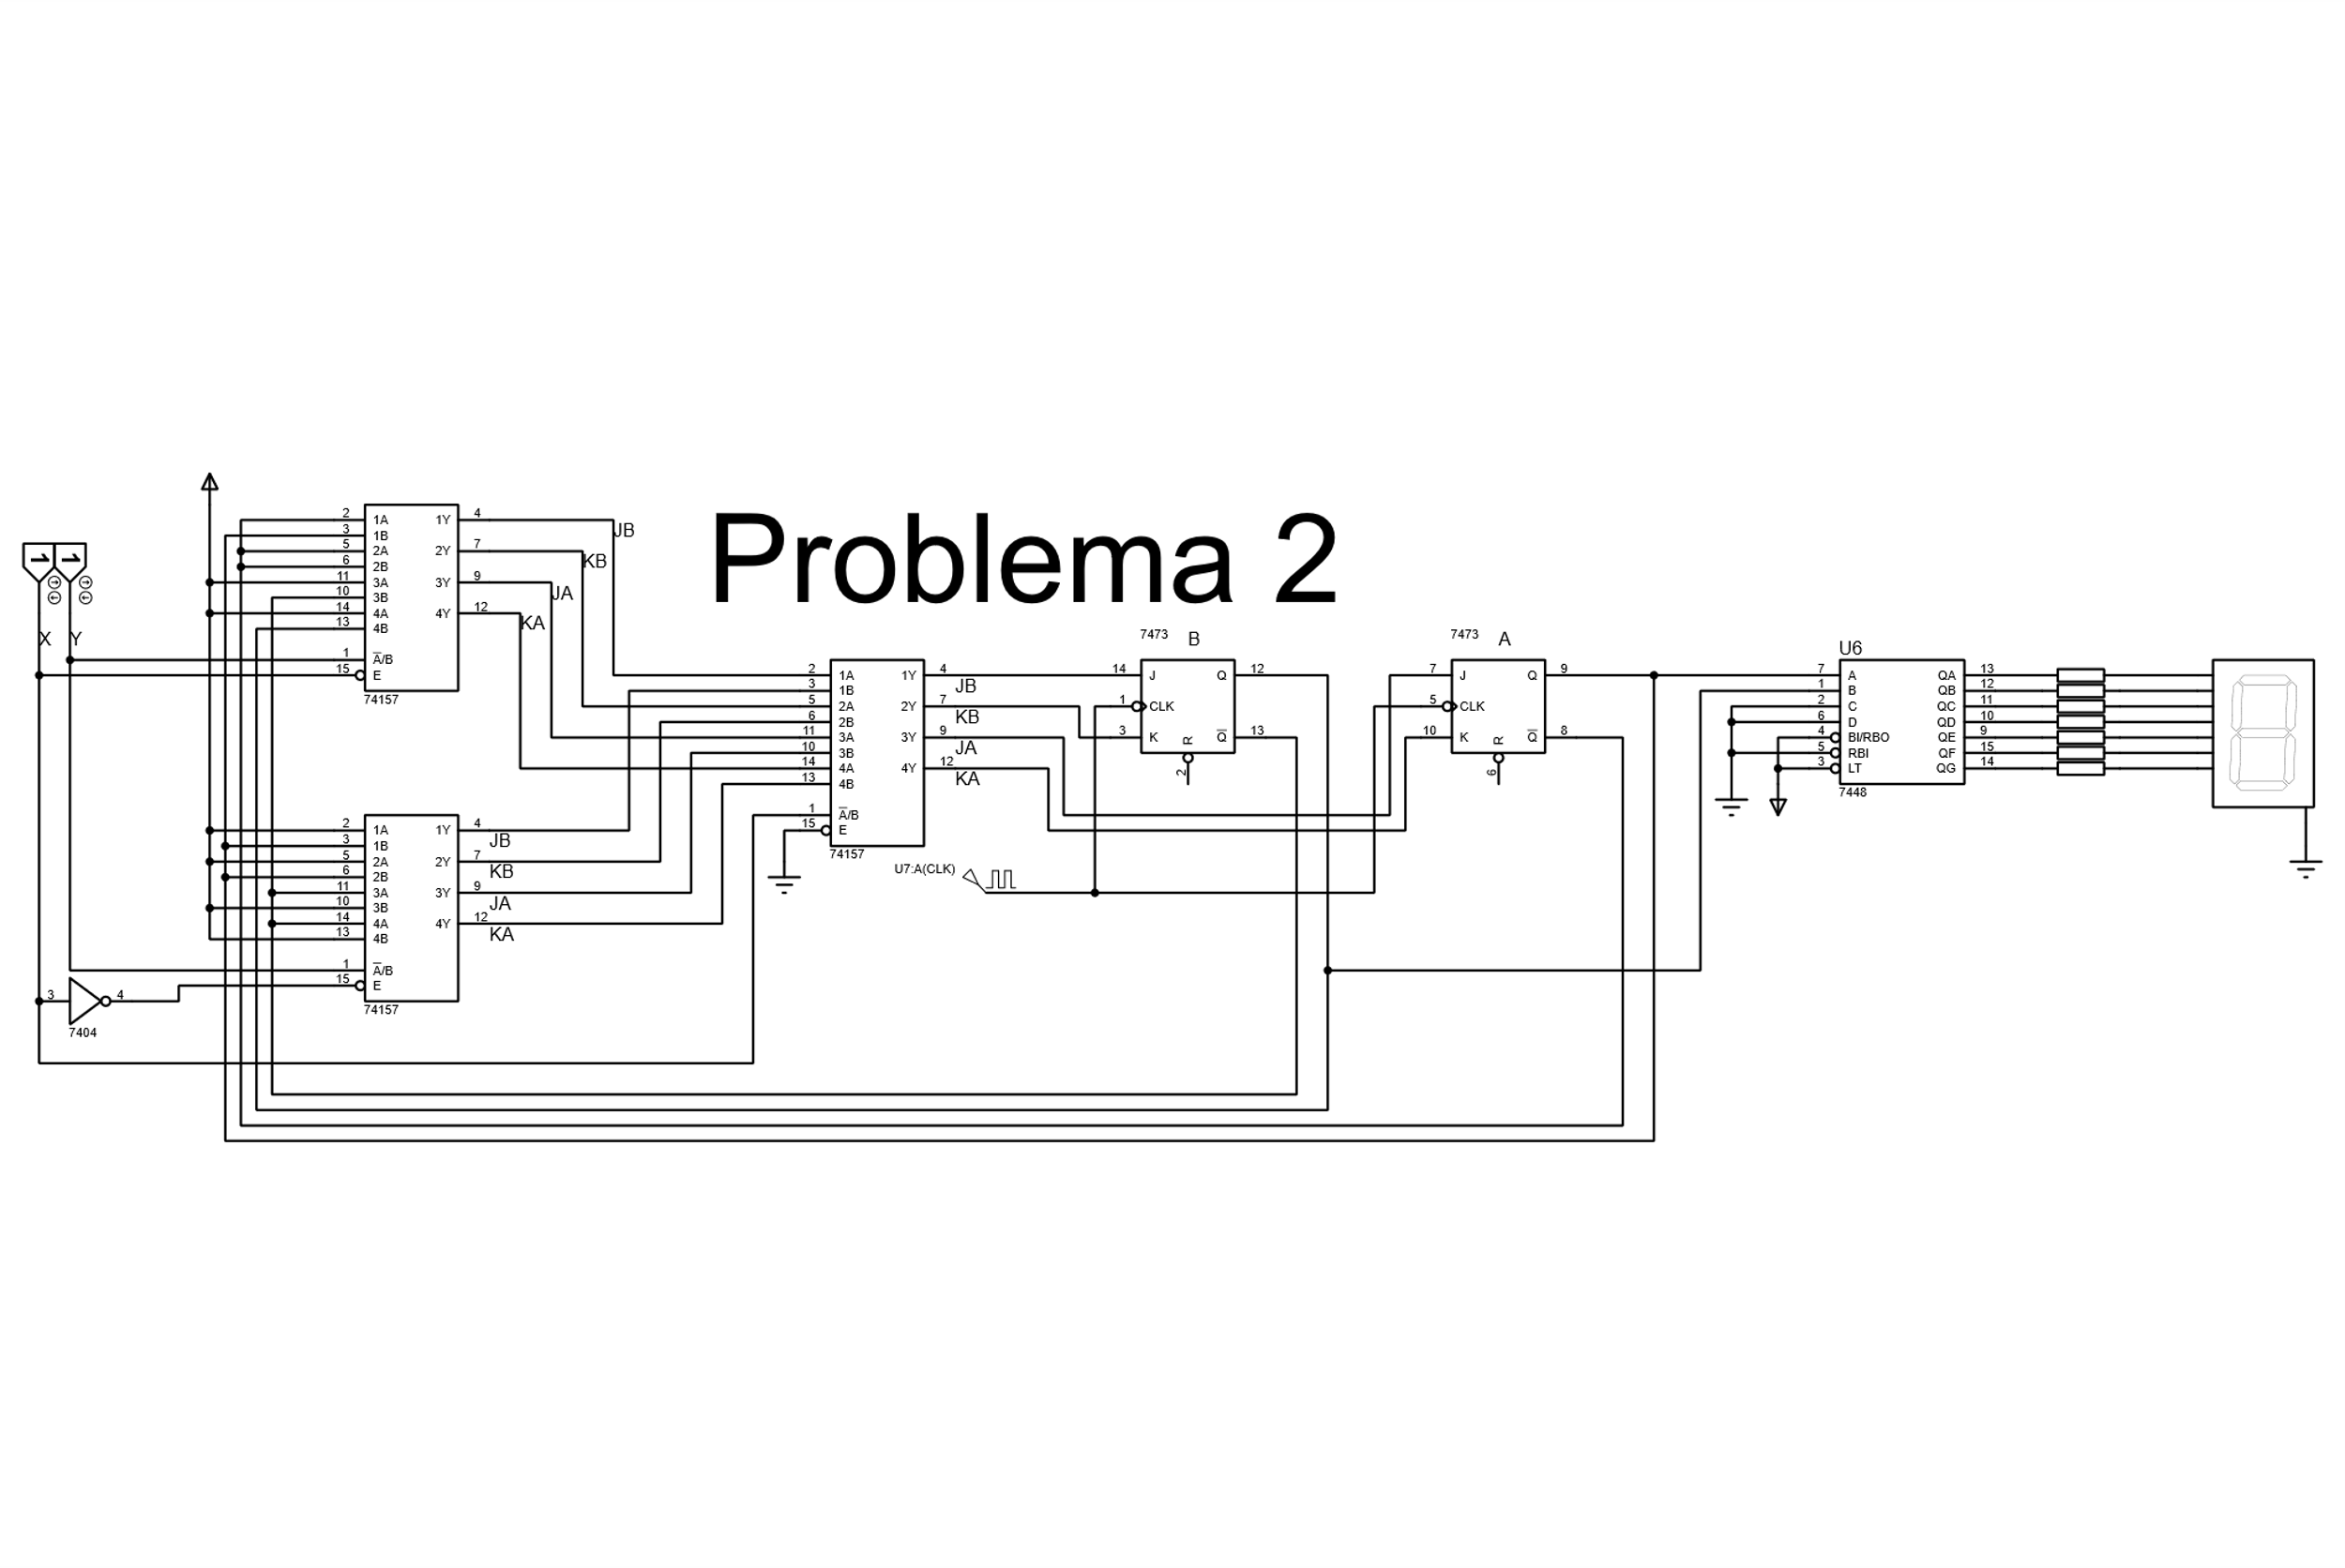 Problema 2
1 1
X Y
2 1A 1Y 4
3 1B
5 2A 2Y 7
6 2B
11 3A 3Y 9
10 3B
14 4A 4Y 12
13 4B
1 A̅/B
15 E
74157
JB
KB
JA
KA
2 1A 1Y 4
3 1B
5 2A 2Y 7
6 2B
11 3A 3Y 9
10 3B
14 4A 4Y 12
13 4B
1 A̅/B
15 E
74157
JB
KB
JA
KA
3 4
7404
2 1A 1Y 4
3 1B
5 2A 2Y 7
6 2B
11 3A 3Y 9
10 3B
14 4A 4Y 12
13 4B
1 A̅/B
15 E
74157
JB
KB
JA
KA
U7:A(CLK)
7473 B
14 J Q 12
1 CLK
3 K Q̅ 13
R
2
7473 A
7 J Q 9
5 CLK
10 K Q̅ 8
R
6
U6
7 A QA 13
1 B QB 12
2 C QC 11
6 D QD 10
4 BI/RBO QE 9
5 RBI QF 15
3 LT QG 14
7448